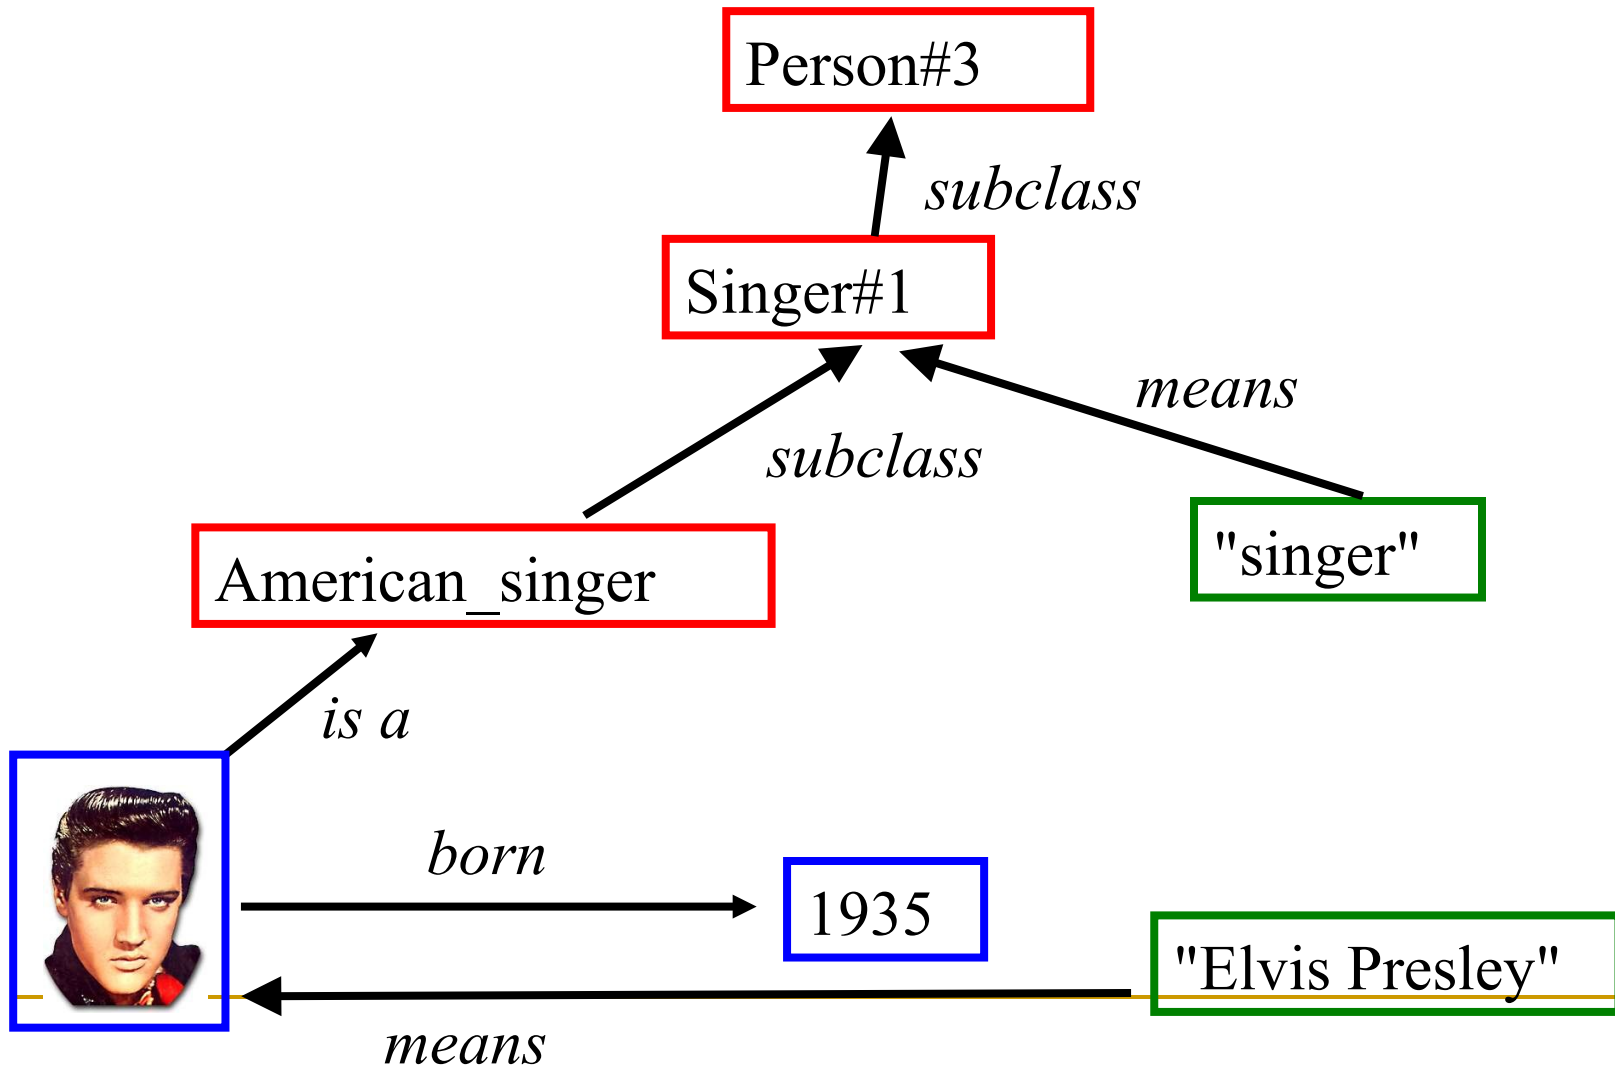 Person#3
subclass
Singer#1
means
subclass
"singer"
American_singer
is a
born
1935
"Elvis Presley"
means